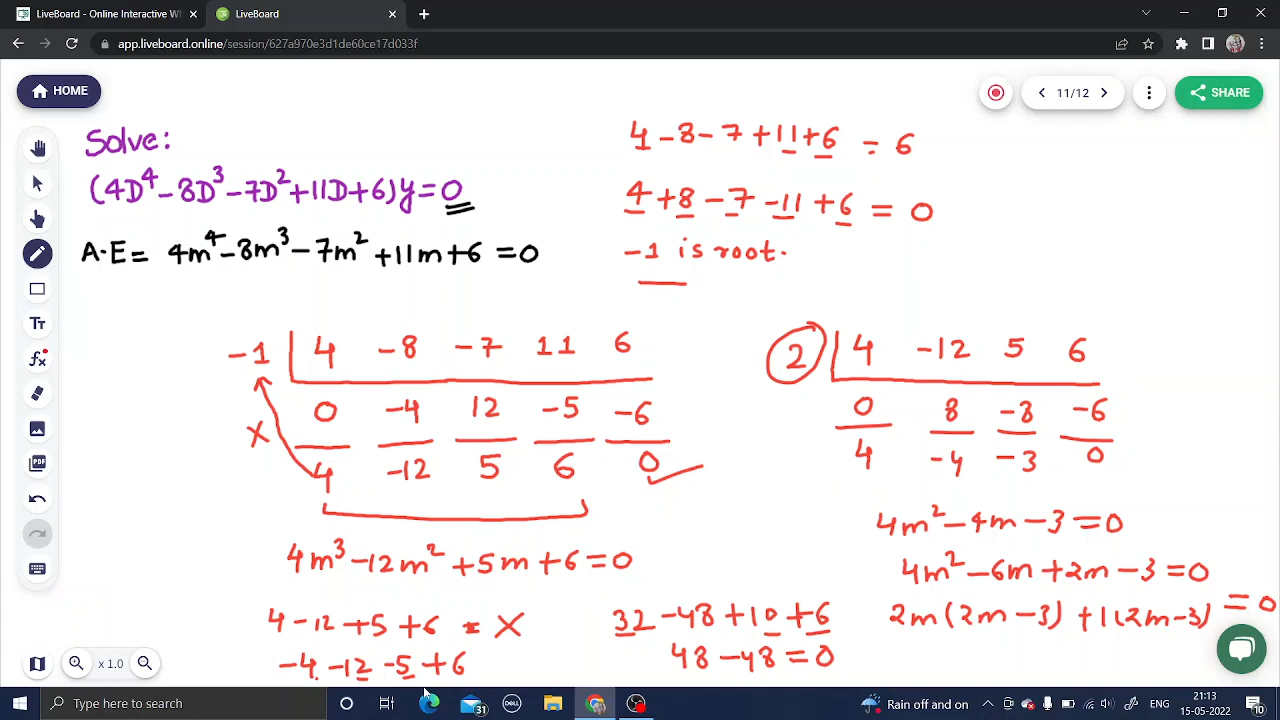 LiveBoard - Online Interactive W
LiveBoard
app.liveboard.online/session/627a970e3d1de60ce17d033f
HOME
11/12
SHARE
Solve:
(4D⁴-8D³-7D²+11D+6)y=0
A·E= 4m⁴-8m³-7m²+11m+6=0
4-8-7+11+6 = 6
4+8-7-11+6 = 0
-1 is root.
-1 4 -8 -7 11 6
0 -4 12 -5 -6
x
4 -12 5 6 0
4m³-12m²+5m+6=0
4-12+5+6 = X
-4-12-5+6
2 4 -12 5 6
0 8 -8 -6
4 -4 -3 0
32-48+10+6
48-48=0
4m²-4m-3=0
4m²-6m+2m-3=0
2m(2m-3)+1(2m-3)=0
Tт
fx
PDF
x 1.0
Type here to search
31
DELL
Rain off and on
21:13
15-05-2022
10